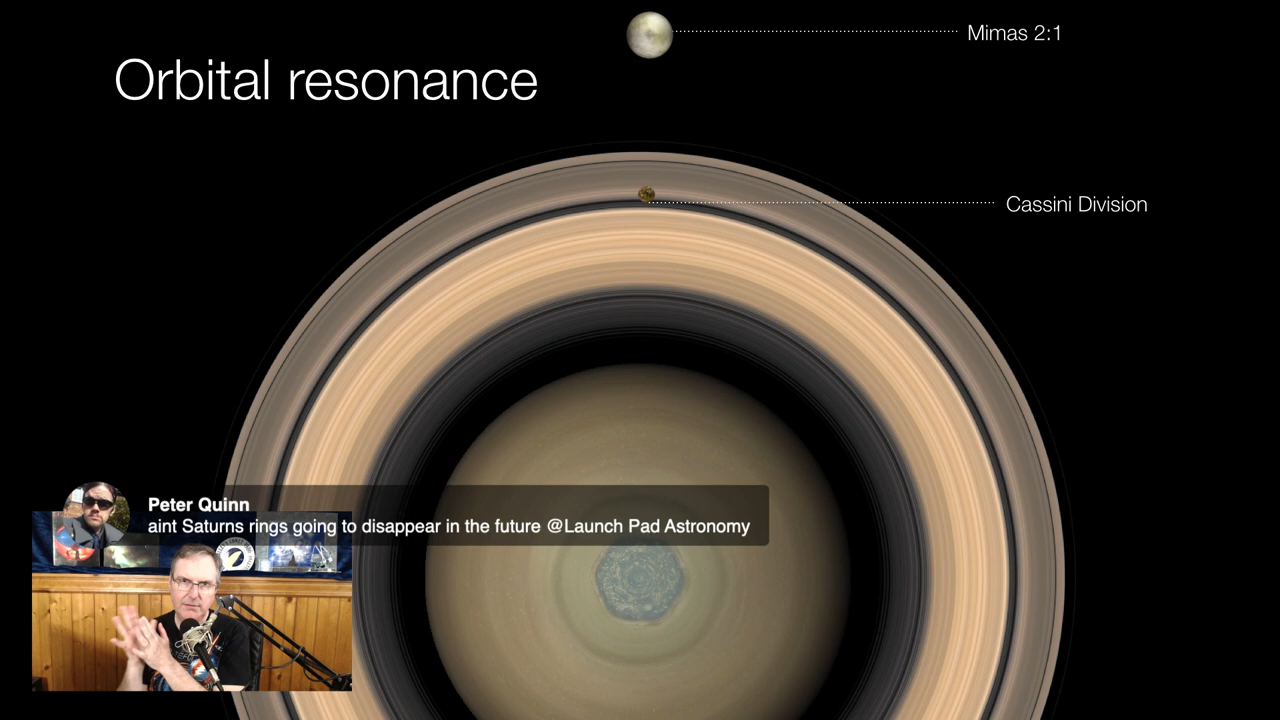 Mimas 2:1
Orbital resonance
Cassini Division
Peter Quinn
aint Saturns rings going to disappear in the future @Launch Pad Astronomy